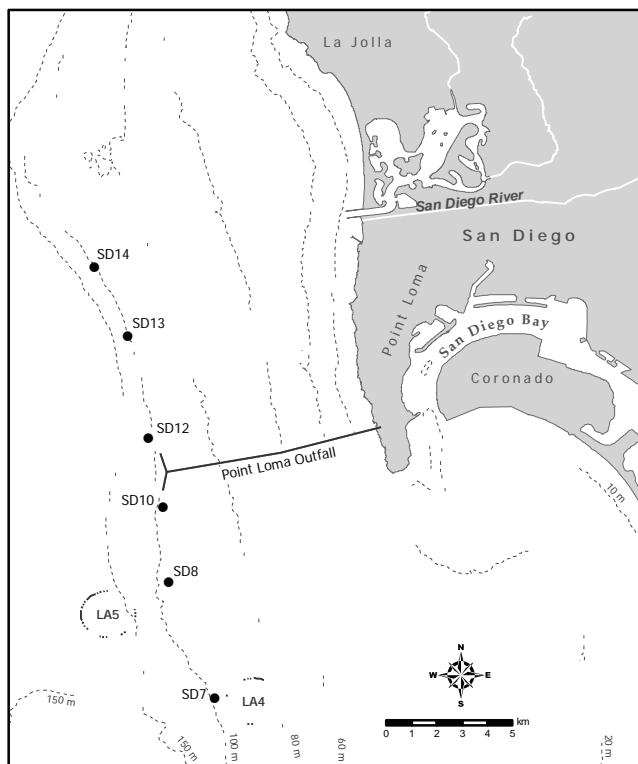 La Jolla
San Diego River
San Diego
SD14
Point Loma
SD13
San Diego Bay
Coronado
SD12
Point Loma Outfall
10 m
SD10
SD8
LA5
N
W E
S
SD7
LA4
150 m
0 1 2 3 4 5
km
150 m
100 m
80 m
60 m
20 m